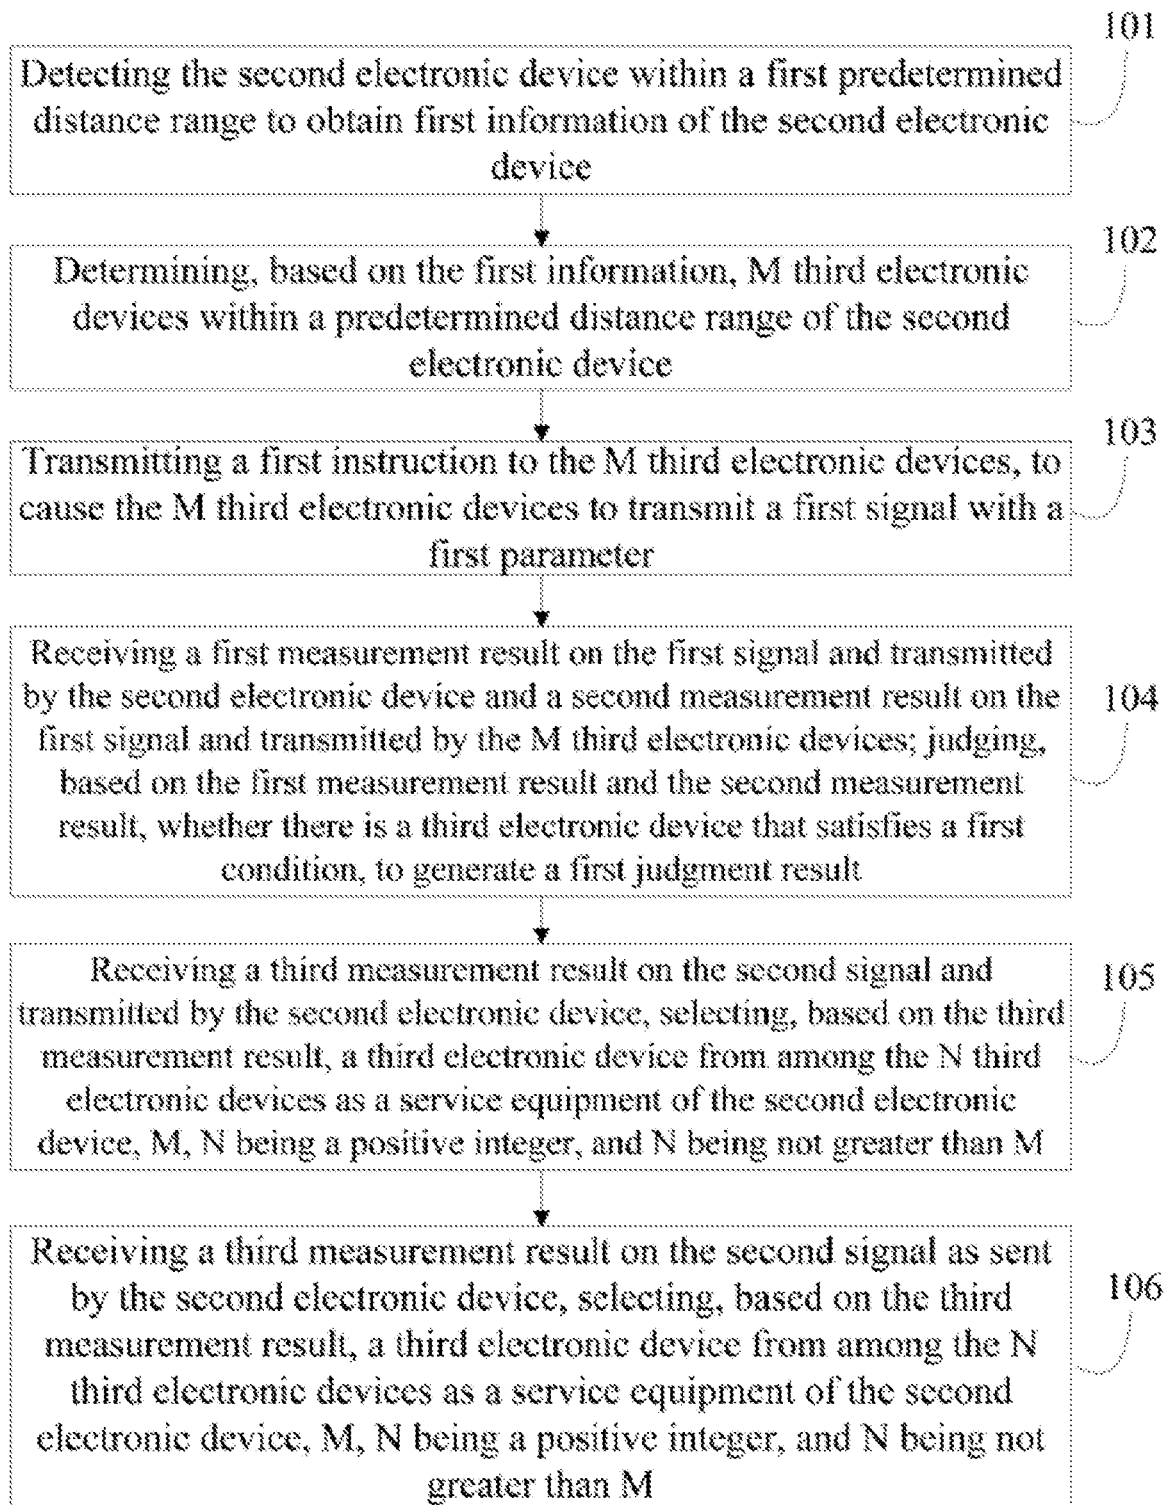 101
Detecting the second electronic device within a first predetermined
distance range to obtain first information of the second electronic
device
102
Determining, based on the first information, M third electronic
devices within a predetermined distance range of the second
electronic device
103
Transmitting a first instruction to the M third electronic devices, to
cause the M third electronic devices to transmit a first signal with a
first parameter
Receiving a first measurement result on the first signal and transmitted
by the second electronic device and a second measurement result on the
first signal and transmitted by the M third electronic devices; judging,
based on the first measurement result and the second measurement
result, whether there is a third electronic device that satisfies a first
condition, to generate a first judgment result
104
Receiving a third measurement result on the second signal and
transmitted by the second electronic device, selecting, based on the third
measurement result, a third electronic device from among the N third
electronic devices as a service equipment of the second electronic
device, M, N being a positive integer, and N being not greater than M
105
Receiving a third measurement result on the second signal as sent
by the second electronic device, selecting, based on the third
measurement result, a third electronic device from among the N
third electronic devices as a service equipment of the second
electronic device, M, N being a positive integer, and N being not
greater than M
106